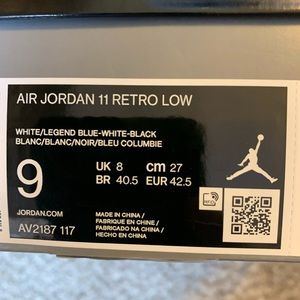 AIR JORDAN 11 RETRO LOW
WHITE/LEGEND BLUE-WHITE-BLACK
BLANC/BLANC/NOIR/BLEU COLUMBIE
9
UK 8 cm 27
BR 40.5 EUR 42.5
JORDAN.COM
AV2187 117
MADE IN CHINA /
FABRIQUÉ EN CHINE /
FABRICADO NA CHINA /
HECHO EN CHINA